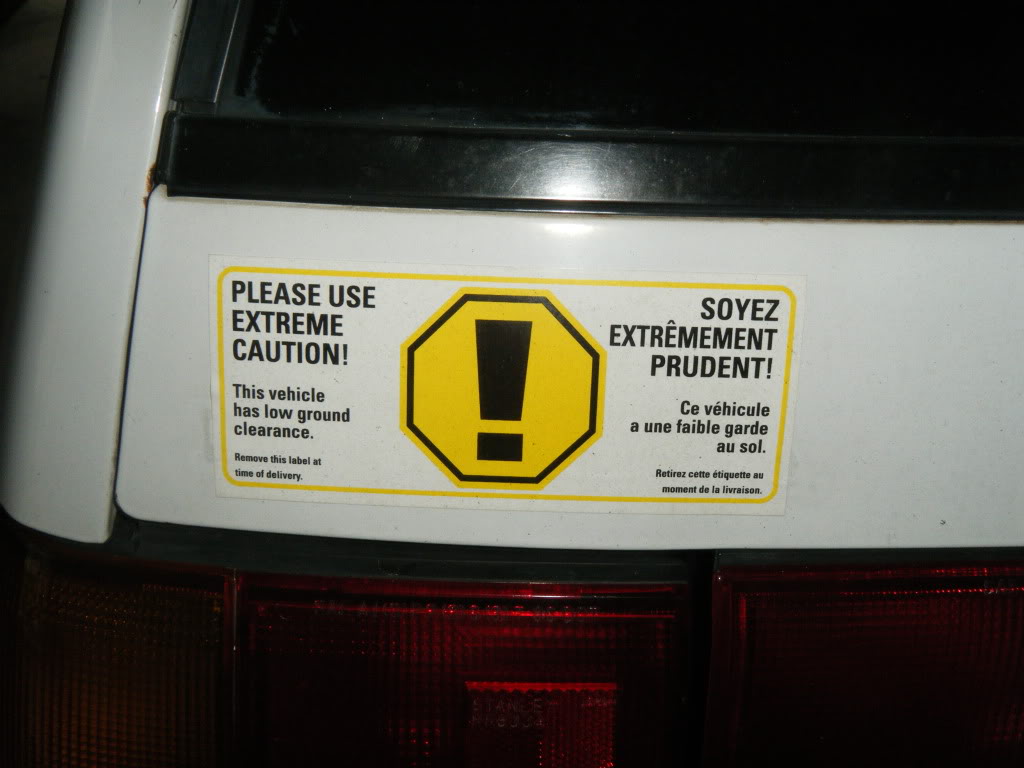 PLEASE USE
EXTREME
CAUTION!
This vehicle
has low ground
clearance.
Remove this label at
time of delivery.
!
SOYEZ
EXTRÊMEMENT
PRUDENT!
Ce véhicule
a une faible garde
au sol.
Retirez cette étiquette au
moment de la livraison.
STANLEY